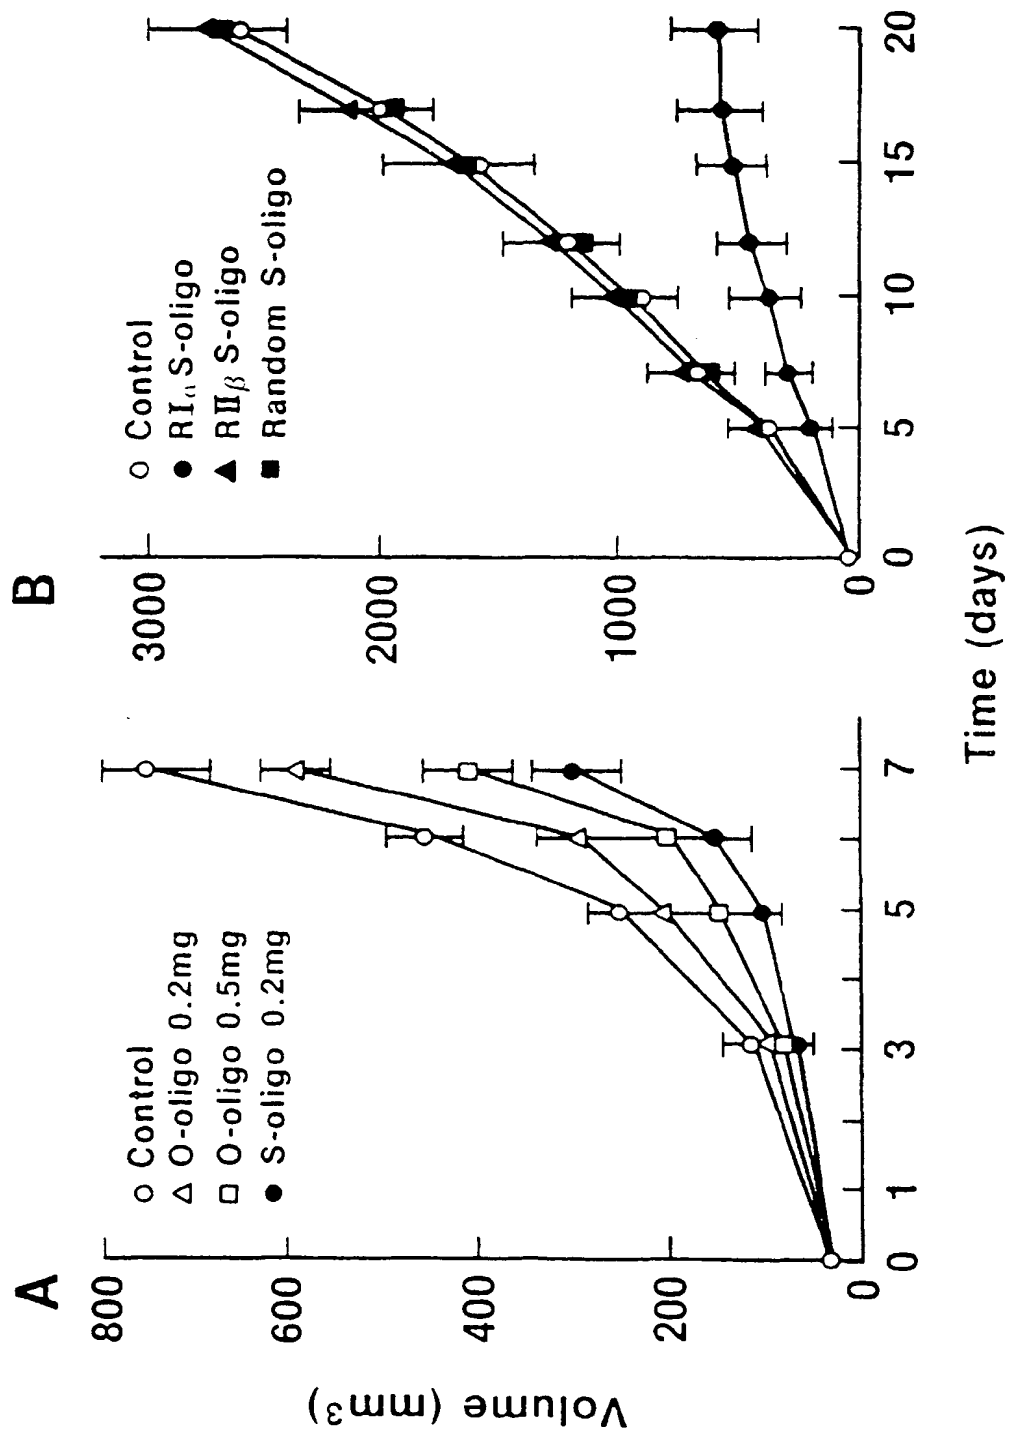 A
Volume (mm³)
800
600
400
200
0
Control
O-oligo 0.2mg
O-oligo 0.5mg
S-oligo 0.2mg
0
1
3
5
7
B
3000
2000
1000
0
Control
RIα S-oligo
RIIβ S-oligo
Random S-oligo
0
5
10
15
20
Time (days)